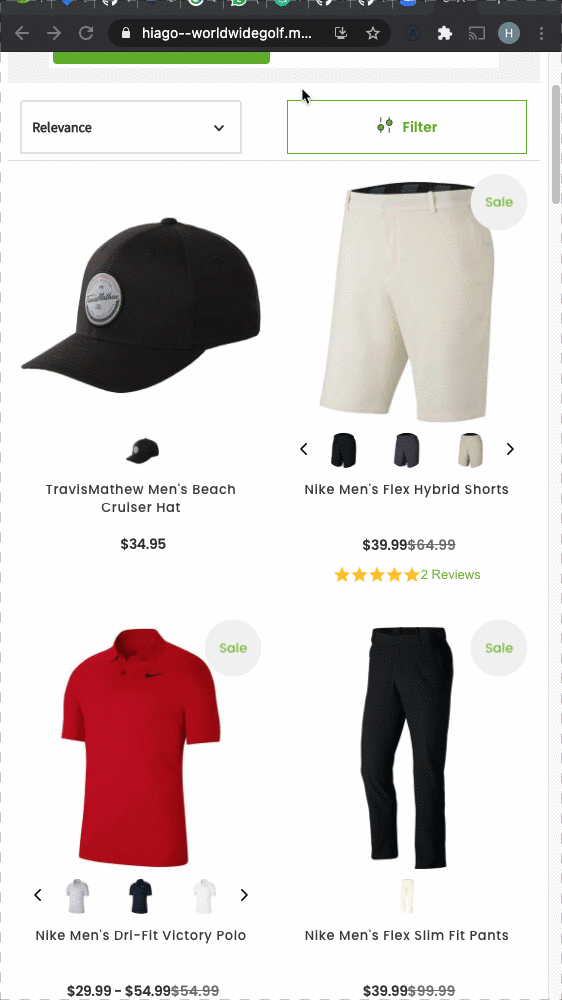 hiago--worldwidegolf.m...
H
Relevance
Filter
Sale
TravisMathew
TravisMathew Men's Beach
Cruiser Hat
$34.95
Nike Men's Flex Hybrid Shorts
$39.99$64.99
2 Reviews
Sale
Sale
Nike Men's Dri-Fit Victory Polo
$29.99 - $54.99$54.99
Nike Men's Flex Slim Fit Pants
$39.99$99.99